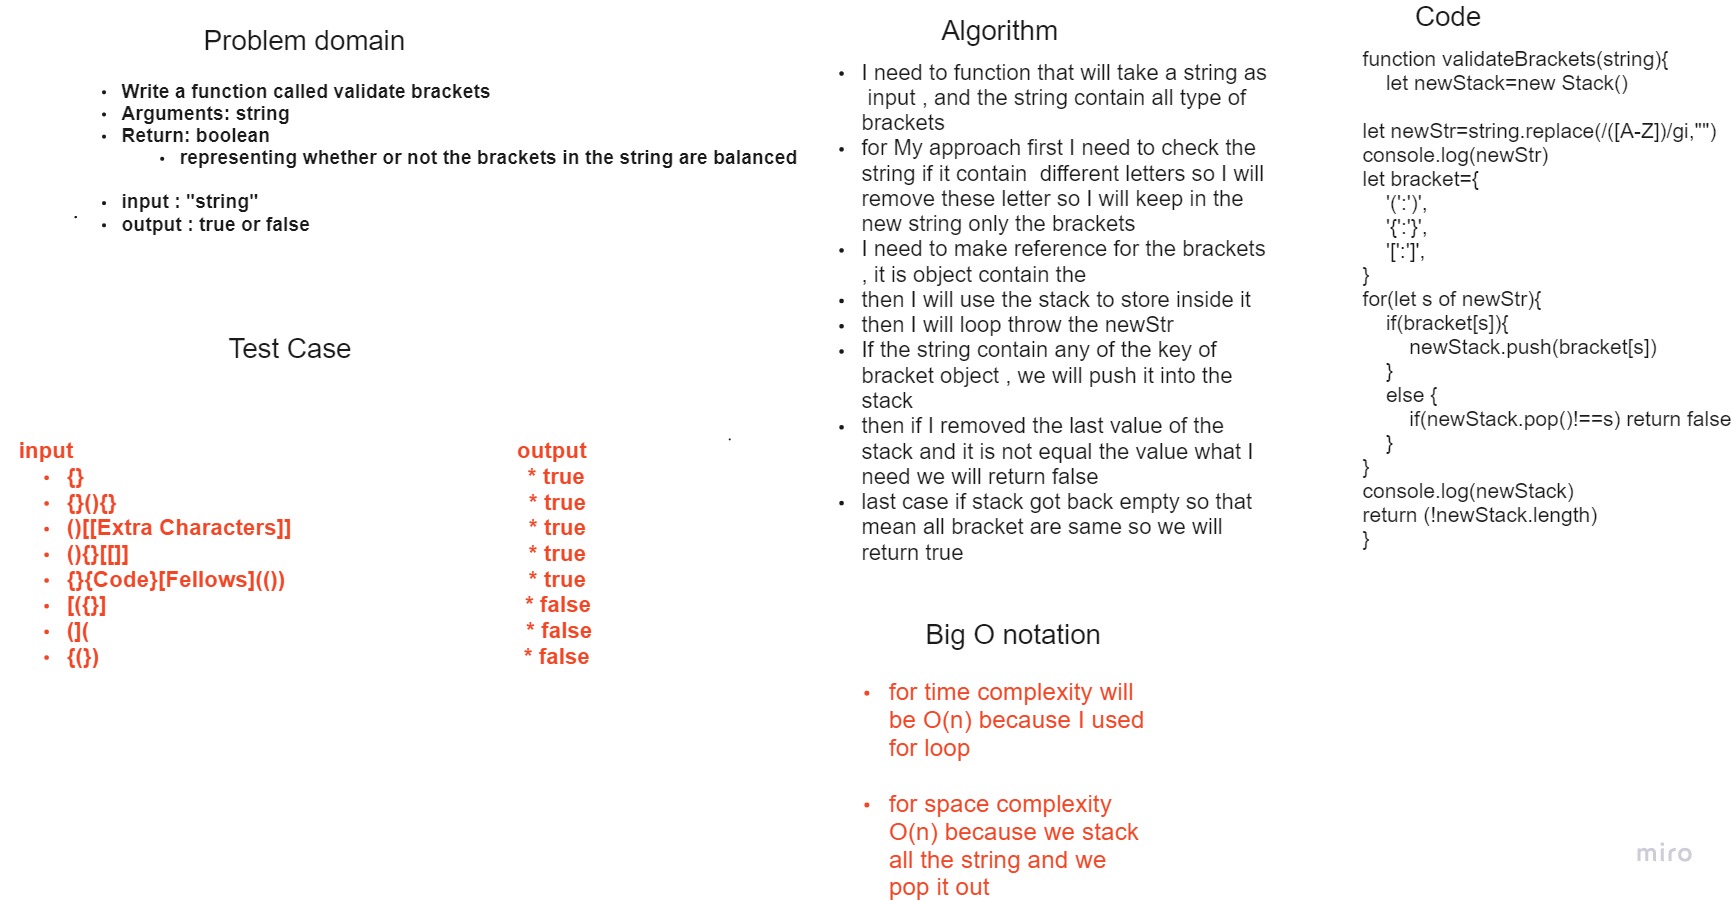 Problem domain
Write a function called validate brackets
Arguments: string
Return: boolean
representing whether or not the brackets in the string are balanced
input : "string"
output : true or false
Test Case
input output
{} * true
{}(){} * true
()[[Extra Characters]] * true
(){}[[]] * true
{}{Code}[Fellows](()) * true
[({}] * false
(]( * false
{(}) * false
Algorithm
I need to function that will take a string as
input , and the string contain all type of
brackets
for My approach first I need to check the
string if it contain different letters so I will
remove these letter so I will keep in the
new string only the brackets
I need to make reference for the brackets
, it is object contain the
then I will use the stack to store inside it
then I will loop throw the newStr
If the string contain any of the key of
bracket object , we will push it into the
stack
then if I removed the last value of the
stack and it is not equal the value what I
need we will return false
last case if stack got back empty so that
mean all bracket are same so we will
return true
Big O notation
for time complexity will
be O(n) because I used
for loop
for space complexity
O(n) because we stack
all the string and we
pop it out
Code
function validateBrackets(string){
let newStack=new Stack()
let newStr=string.replace(/([A-Z])/gi,"")
console.log(newStr)
let bracket={
'(':')',
'{':'}',
'[':']',
}
for(let s of newStr){
if(bracket[s]){
newStack.push(bracket[s])
}
else {
if(newStack.pop()!==s) return false
}
}
console.log(newStack)
return (!newStack.length)
}
miro